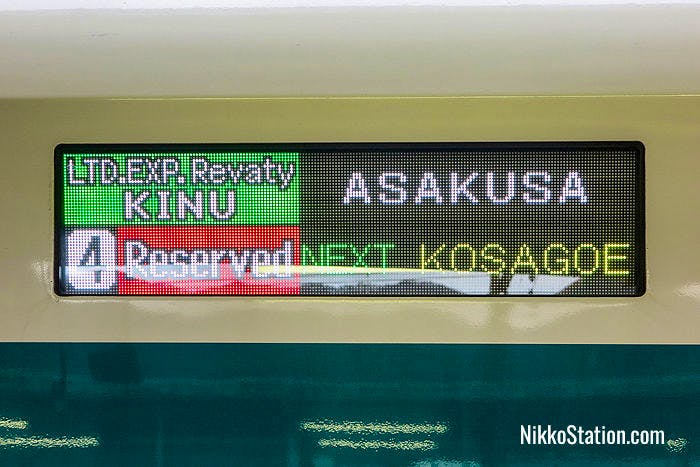 LTD.EXP.Revaty
KINU
ASAKUSA
4 Reserved
NEXT KOSAGOE
NikkoStation.com